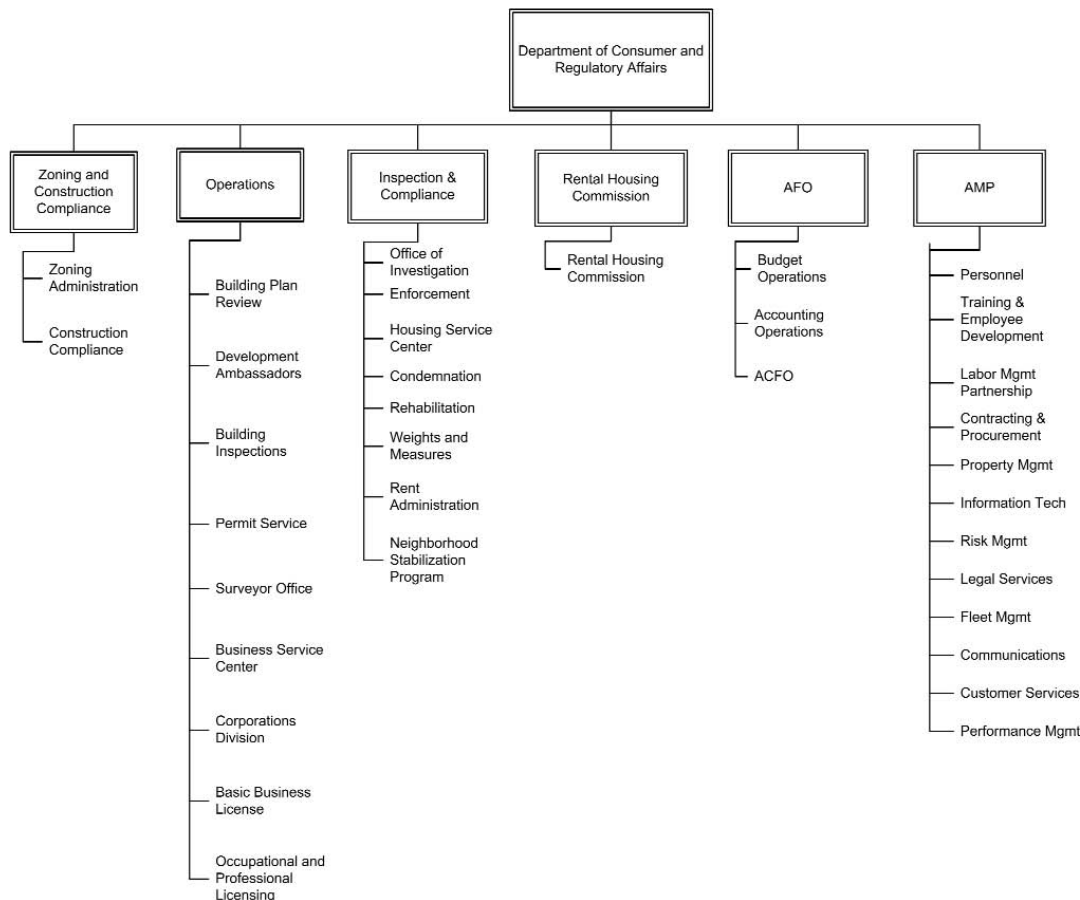 Department of Consumer and
Regulatory Affairs
Zoning and
Construction
Compliance
Zoning
Administration
Construction
Compliance
Operations
Building Plan
Review
Development
Ambassadors
Building
Inspections
Permit Service
Surveyor Office
Business Service
Center
Corporations
Division
Basic Business
License
Occupational and
Professional
Licensing
Inspection &
Compliance
Office of
Investigation
Enforcement
Housing Service
Center
Condemnation
Rehabilitation
Weights and
Measures
Rent
Administration
Neighborhood
Stabilization
Program
Rental Housing
Commission
Rental Housing
Commission
AFO
Budget
Operations
Accounting
Operations
ACFO
AMP
Personnel
Training &
Employee
Development
Labor Mgmt
Partnership
Contracting &
Procurement
Property Mgmt
Information Tech
Risk Mgmt
Legal Services
Fleet Mgmt
Communications
Customer Services
Performance Mgmt